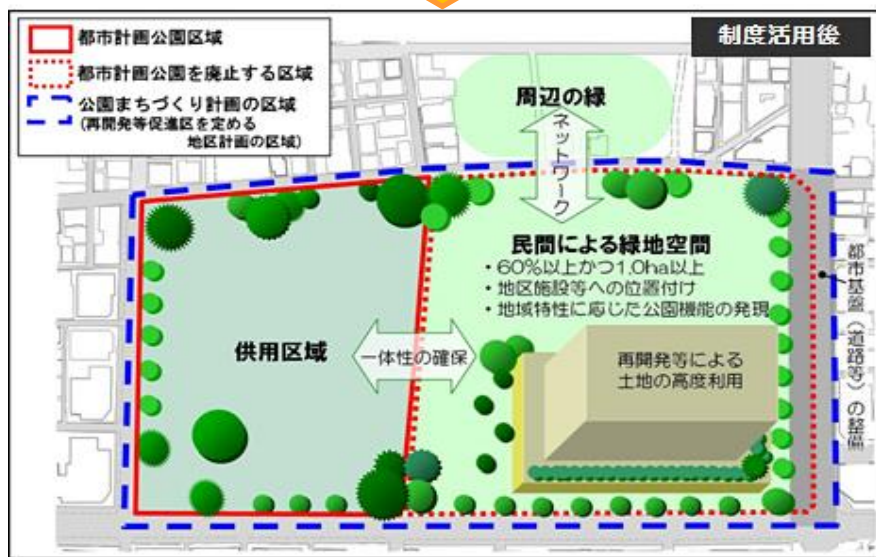 制度活用後
都市計画公園区域
都市計画公園を廃止する区域
公園まちづくり計画の区域
(再開発等促進区を定める
地区計画の区域)
周辺の緑
ネットワーク
民間による緑地空間
・60%以上かつ1.0ha以上
・地区施設等への位置付け
・地域特性に応じた公園機能の発現
供用区域
一体性の確保
再開発等による
土地の高度利用
都市基盤(道路等)の整備